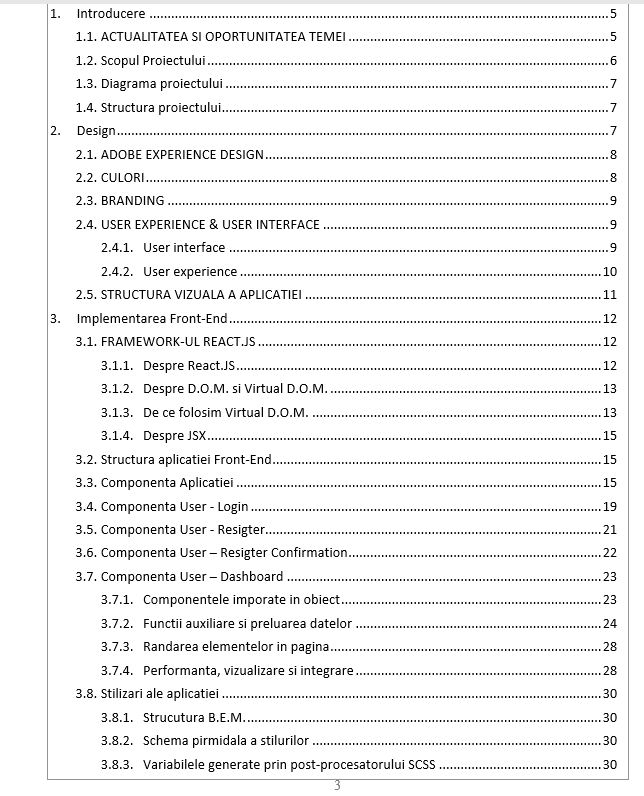 1. Introducere ........ 5
1.1. ACTUALITATEA SI OPORTUNITATEA TEMEI ........ 5
1.2. Scopul Proiectului ........ 6
1.3. Diagrama proiectului ........ 7
1.4. Structura proiectului ........ 7
2. Design ........ 7
2.1. ADOBE EXPERIENCE DESIGN ........ 8
2.2. CULORI ........ 8
2.3. BRANDING ........ 9
2.4. USER EXPERIENCE & USER INTERFACE ........ 9
2.4.1. User interface ........ 9
2.4.2. User experience ........ 10
2.5. STRUCTURA VIZUALA A APLICATIEI ........ 11
3. Implementarea Front-End ........ 12
3.1. FRAMEWORK-UL REACT.JS ........ 12
3.1.1. Despre React.JS ........ 12
3.1.2. Despre D.O.M. si Virtual D.O.M. ........ 13
3.1.3. De ce folosim Virtual D.O.M. ........ 13
3.1.4. Despre JSX ........ 15
3.2. Structura aplicatiei Front-End ........ 15
3.3. Componenta Aplicatiei ........ 15
3.4. Componenta User - Login ........ 19
3.5. Componenta User - Resigter ........ 21
3.6. Componenta User – Resigter Confirmation ........ 22
3.7. Componenta User – Dashboard ........ 23
3.7.1. Componentele imporate in obiect ........ 23
3.7.2. Functii auxiliare si preluarea datelor ........ 24
3.7.3. Randarea elementelor in pagina ........ 28
3.7.4. Performanta, vizualizare si integrare ........ 28
3.8. Stilizari ale aplicatiei ........ 30
3.8.1. Strucutura B.E.M. ........ 30
3.8.2. Schema pirmidala a stilurilor ........ 30
3.8.3. Variabilele generate prin post-procesatorului SCSS ........ 30
3